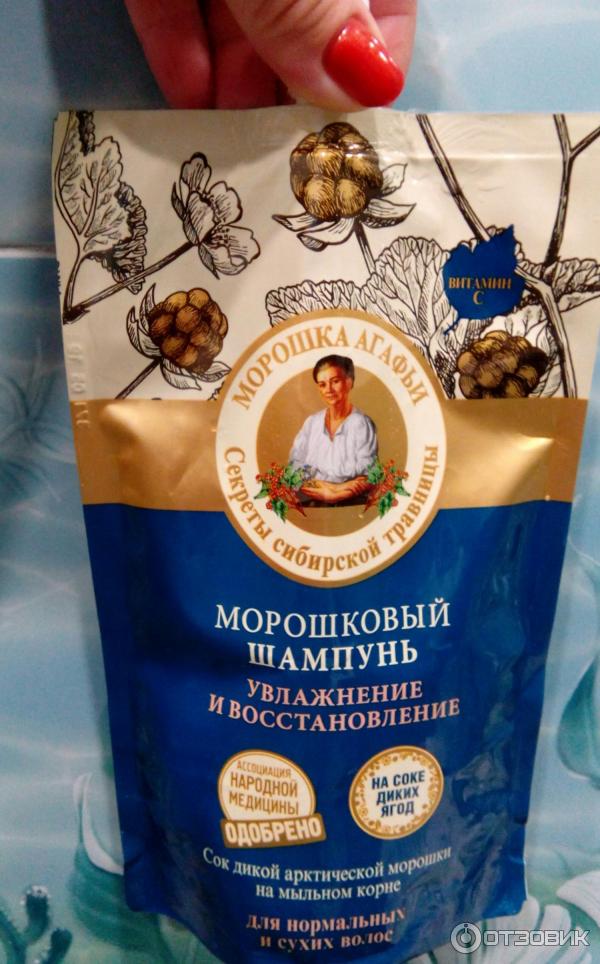 ВИТАМИН
С
МОРОШКА АГАФЬИ
Секреты сибирской травницы
МОРОШКОВЫЙ
ШАМПУНЬ
УВЛАЖНЕНИЕ
И ВОССТАНОВЛЕНИЕ
АССОЦИАЦИЯ
НАРОДНОЙ
МЕДИЦИНЫ
ОДОБРЕНО
НА СОКЕ
ДИКИХ
ЯГОД
Сок дикой арктической морошки
на мыльном корне
для нормальных
и сухих волос
ОТЗОВИК